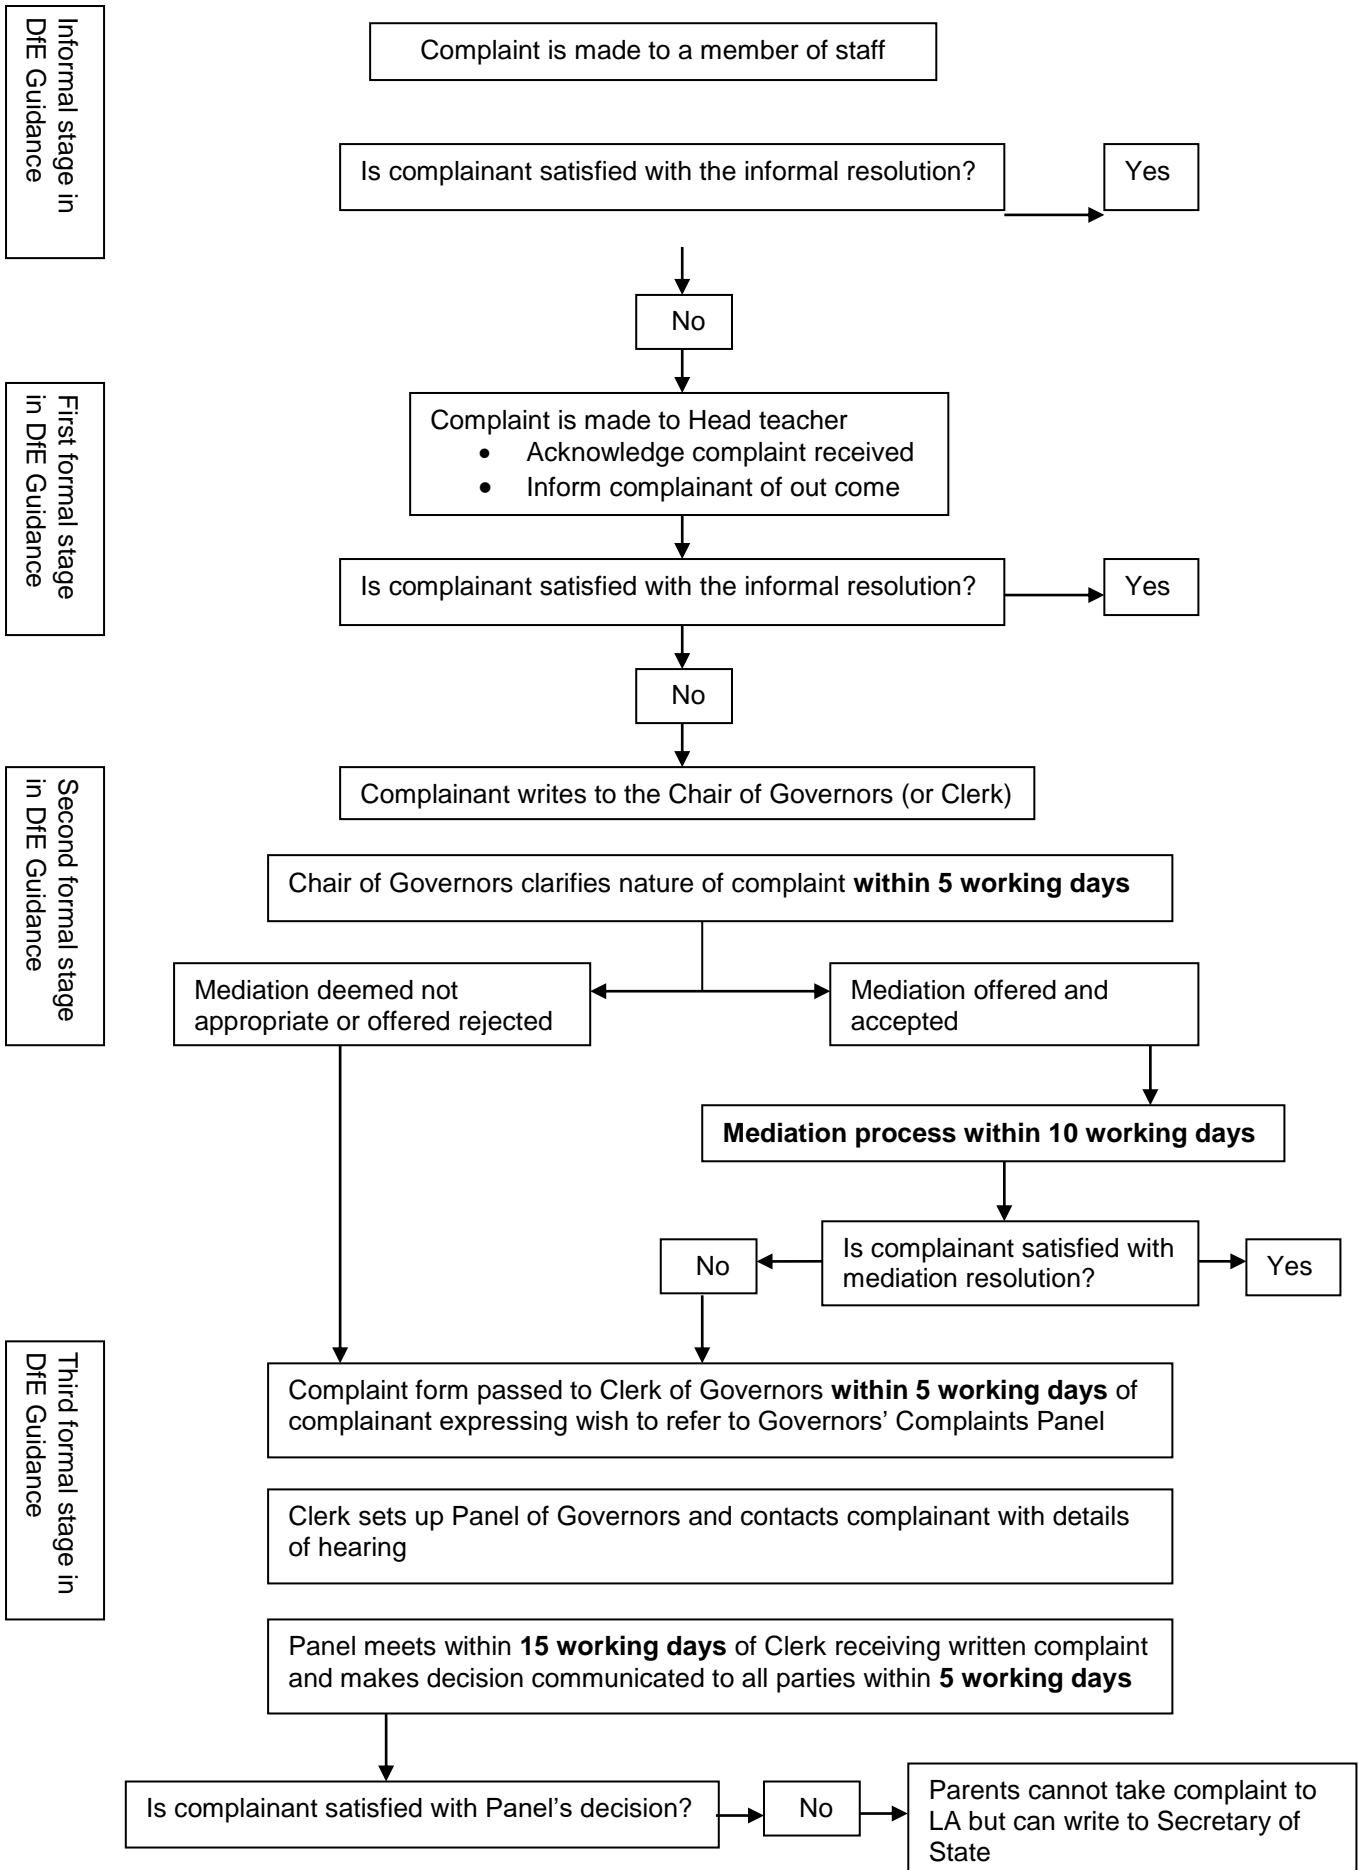 Informal stage in
DfE Guidance
Complaint is made to a member of staff
Is complainant satisfied with the informal resolution?
Yes
No
First formal stage
in DfE Guidance
Complaint is made to Head teacher
• Acknowledge complaint received
• Inform complainant of out come
Is complainant satisfied with the informal resolution?
Yes
No
Second formal stage
in DfE Guidance
Complainant writes to the Chair of Governors (or Clerk)
Chair of Governors clarifies nature of complaint within 5 working days
Mediation deemed not
appropriate or offered rejected
Mediation offered and
accepted
Mediation process within 10 working days
Is complainant satisfied with
mediation resolution?
No
Yes
Third formal stage in
DfE Guidance
Complaint form passed to Clerk of Governors within 5 working days of
complainant expressing wish to refer to Governors’ Complaints Panel
Clerk sets up Panel of Governors and contacts complainant with details
of hearing
Panel meets within 15 working days of Clerk receiving written complaint
and makes decision communicated to all parties within 5 working days
Is complainant satisfied with Panel’s decision?
No
Parents cannot take complaint to
LA but can write to Secretary of
State